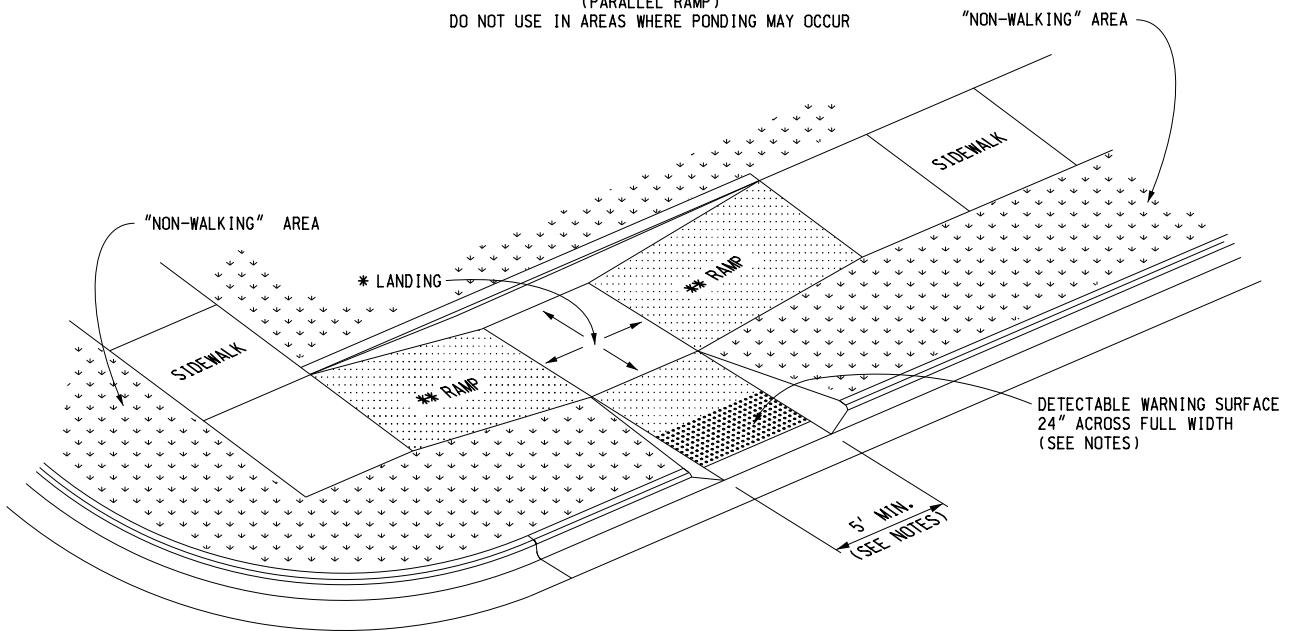 (PARALLEL RAMP)
DO NOT USE IN AREAS WHERE PONDING MAY OCCUR
"NON-WALKING" AREA
SIDEWALK
"NON-WALKING" AREA
* LANDING
** RAMP
SIDEWALK
** RAMP
DETECTABLE WARNING SURFACE
24" ACROSS FULL WIDTH
(SEE NOTES)
5' MIN.
(SEE NOTES)